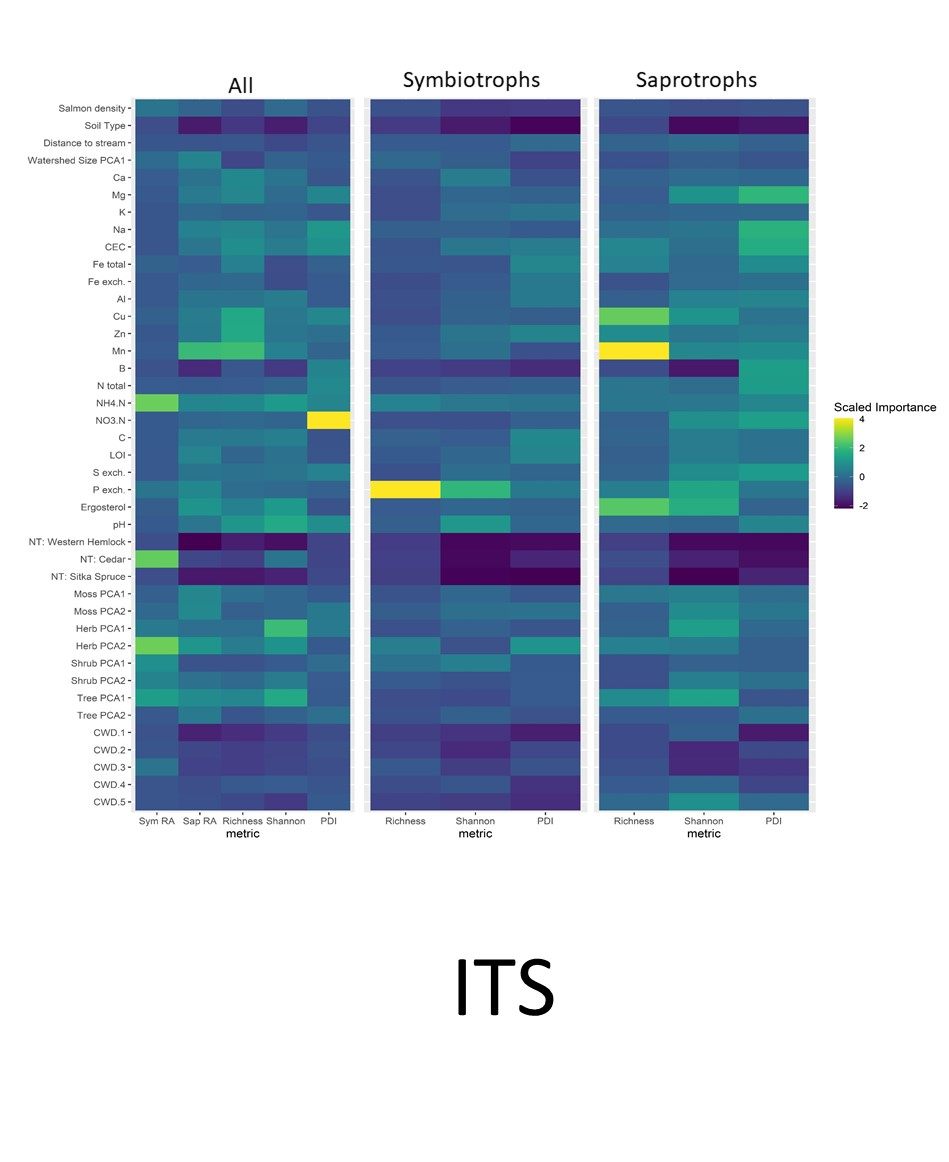 All
Symbiotrophs
Saprotrophs
Salmon density
Soil Type
Distance to stream
Watershed Size PCA1
Ca
Mg
K
Na
CEC
Fe total
Fe exch.
Al
Cu
Zn
Mn
B
N total
NH4.N
NO3.N
C
LOI
S exch.
P exch.
Ergosterol
pH
NT: Western Hemlock
NT: Cedar
NT: Sitka Spruce
Moss PCA1
Moss PCA2
Herb PCA1
Herb PCA2
Shrub PCA1
Shrub PCA2
Tree PCA1
Tree PCA2
CWD.1
CWD.2
CWD.3
CWD.4
CWD.5
Sym RA Sap RA Richness Shannon PDI
metric
Richness Shannon PDI
metric
Richness Shannon PDI
metric
Scaled Importance
4
2
0
-2
ITS